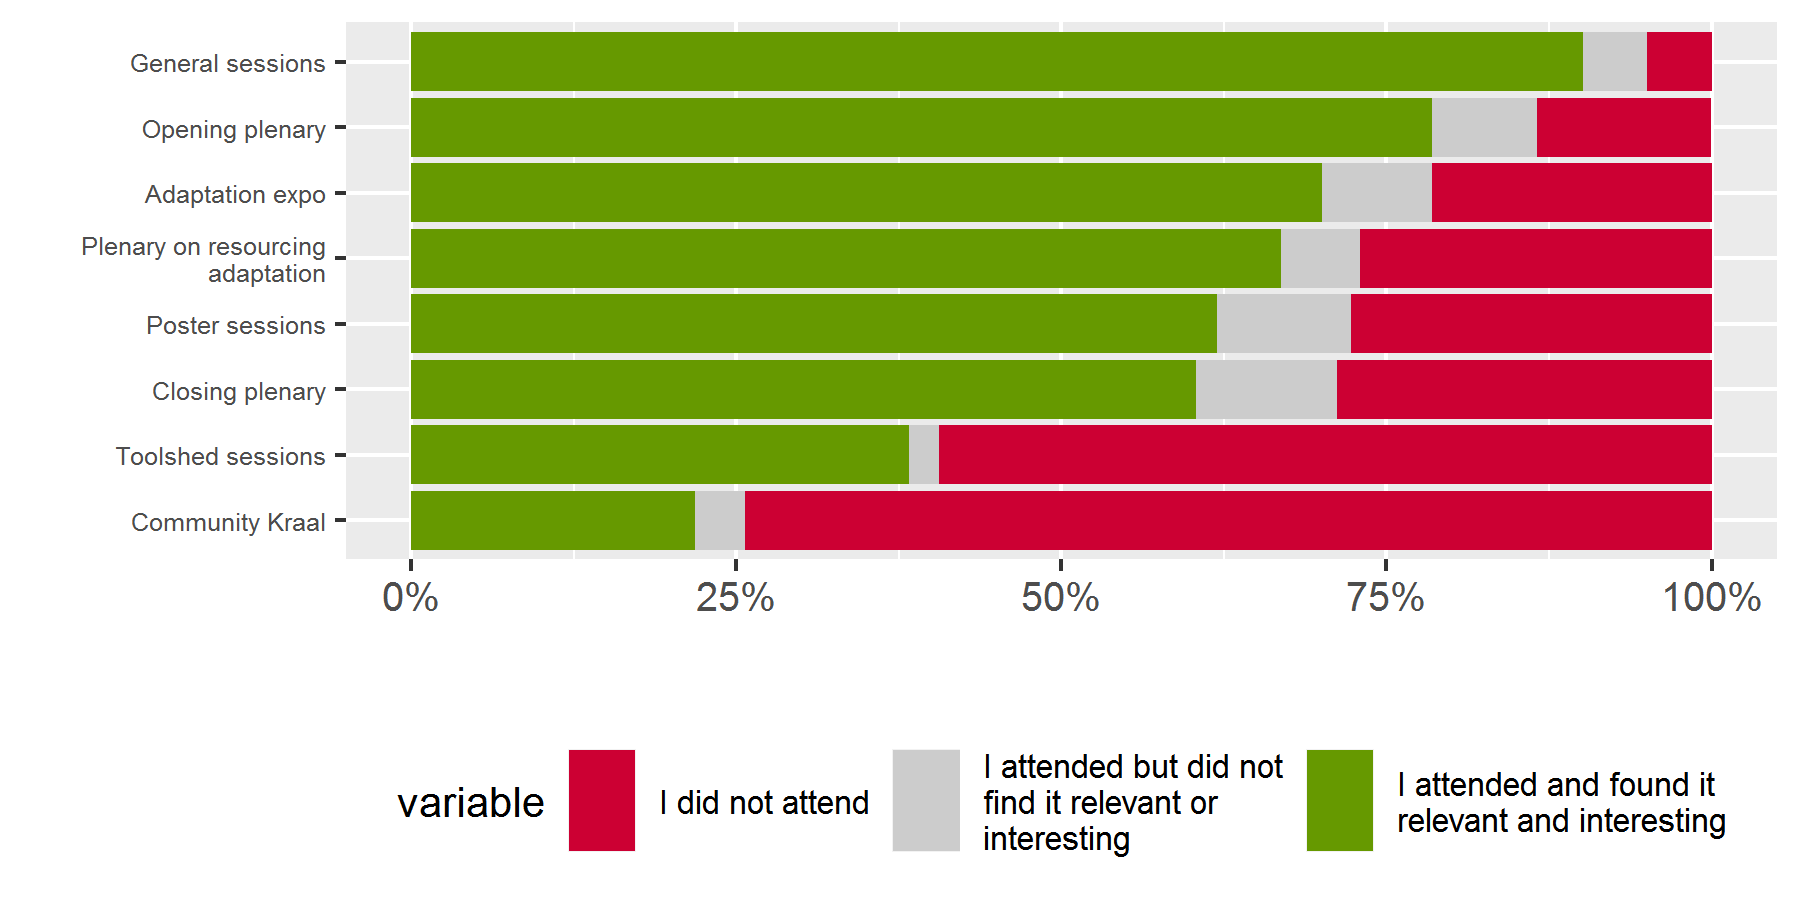 General sessions
Opening plenary
Adaptation expo
Plenary on resourcing
adaptation
Poster sessions
Closing plenary
Toolshed sessions
Community Kraal
0%
25%
50%
75%
100%
variable
I did not attend
I attended but did not
find it relevant or
interesting
I attended and found it
relevant and interesting